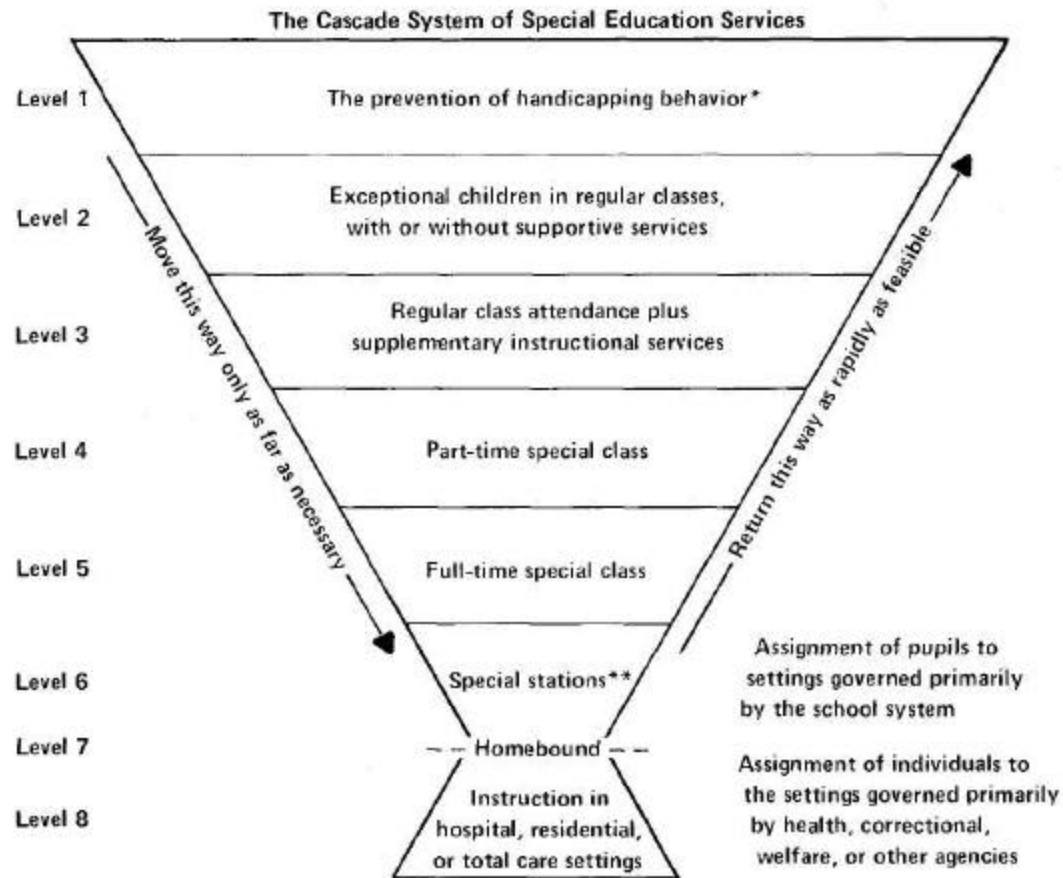 The Cascade System of Special Education Services
Level 1
The prevention of handicapping behavior*
Level 2
Exceptional children in regular classes,
with or without supportive services
Level 3
Regular class attendance plus
supplementary instructional services
Level 4
Part-time special class
Level 5
Full-time special class
Level 6
Special stations**
Level 7
Homebound
Level 8
Instruction in
hospital, residential,
or total care settings
Move this way only as far as necessary
Return this way as rapidly as feasible
Assignment of pupils to
settings governed primarily
by the school system
Assignment of individuals to
the settings governed primarily
by health, correctional,
welfare, or other agencies